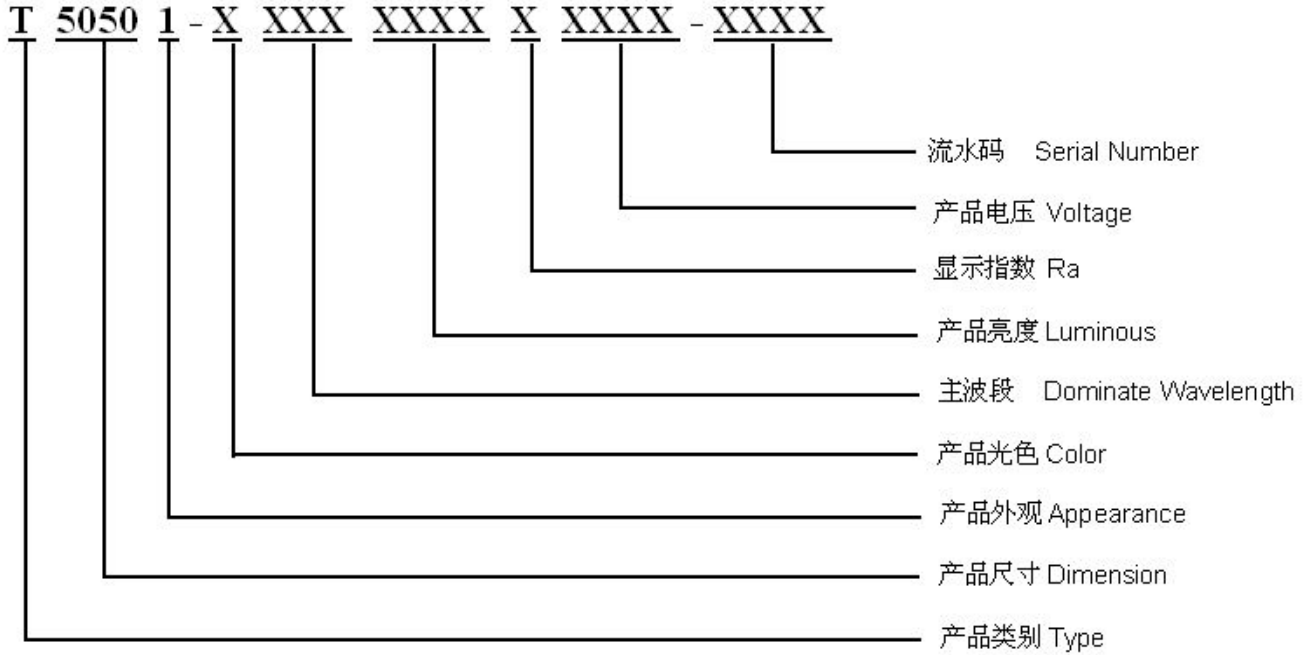 T 5050 1 - X XXX XXXX X XXXX - XXXX
流水码 Serial Number
产品电压 Voltage
显示指数 Ra
产品亮度 Luminous
主波段 Dominate Wavelength
产品光色 Color
产品外观 Appearance
产品尺寸 Dimension
产品类别 Type